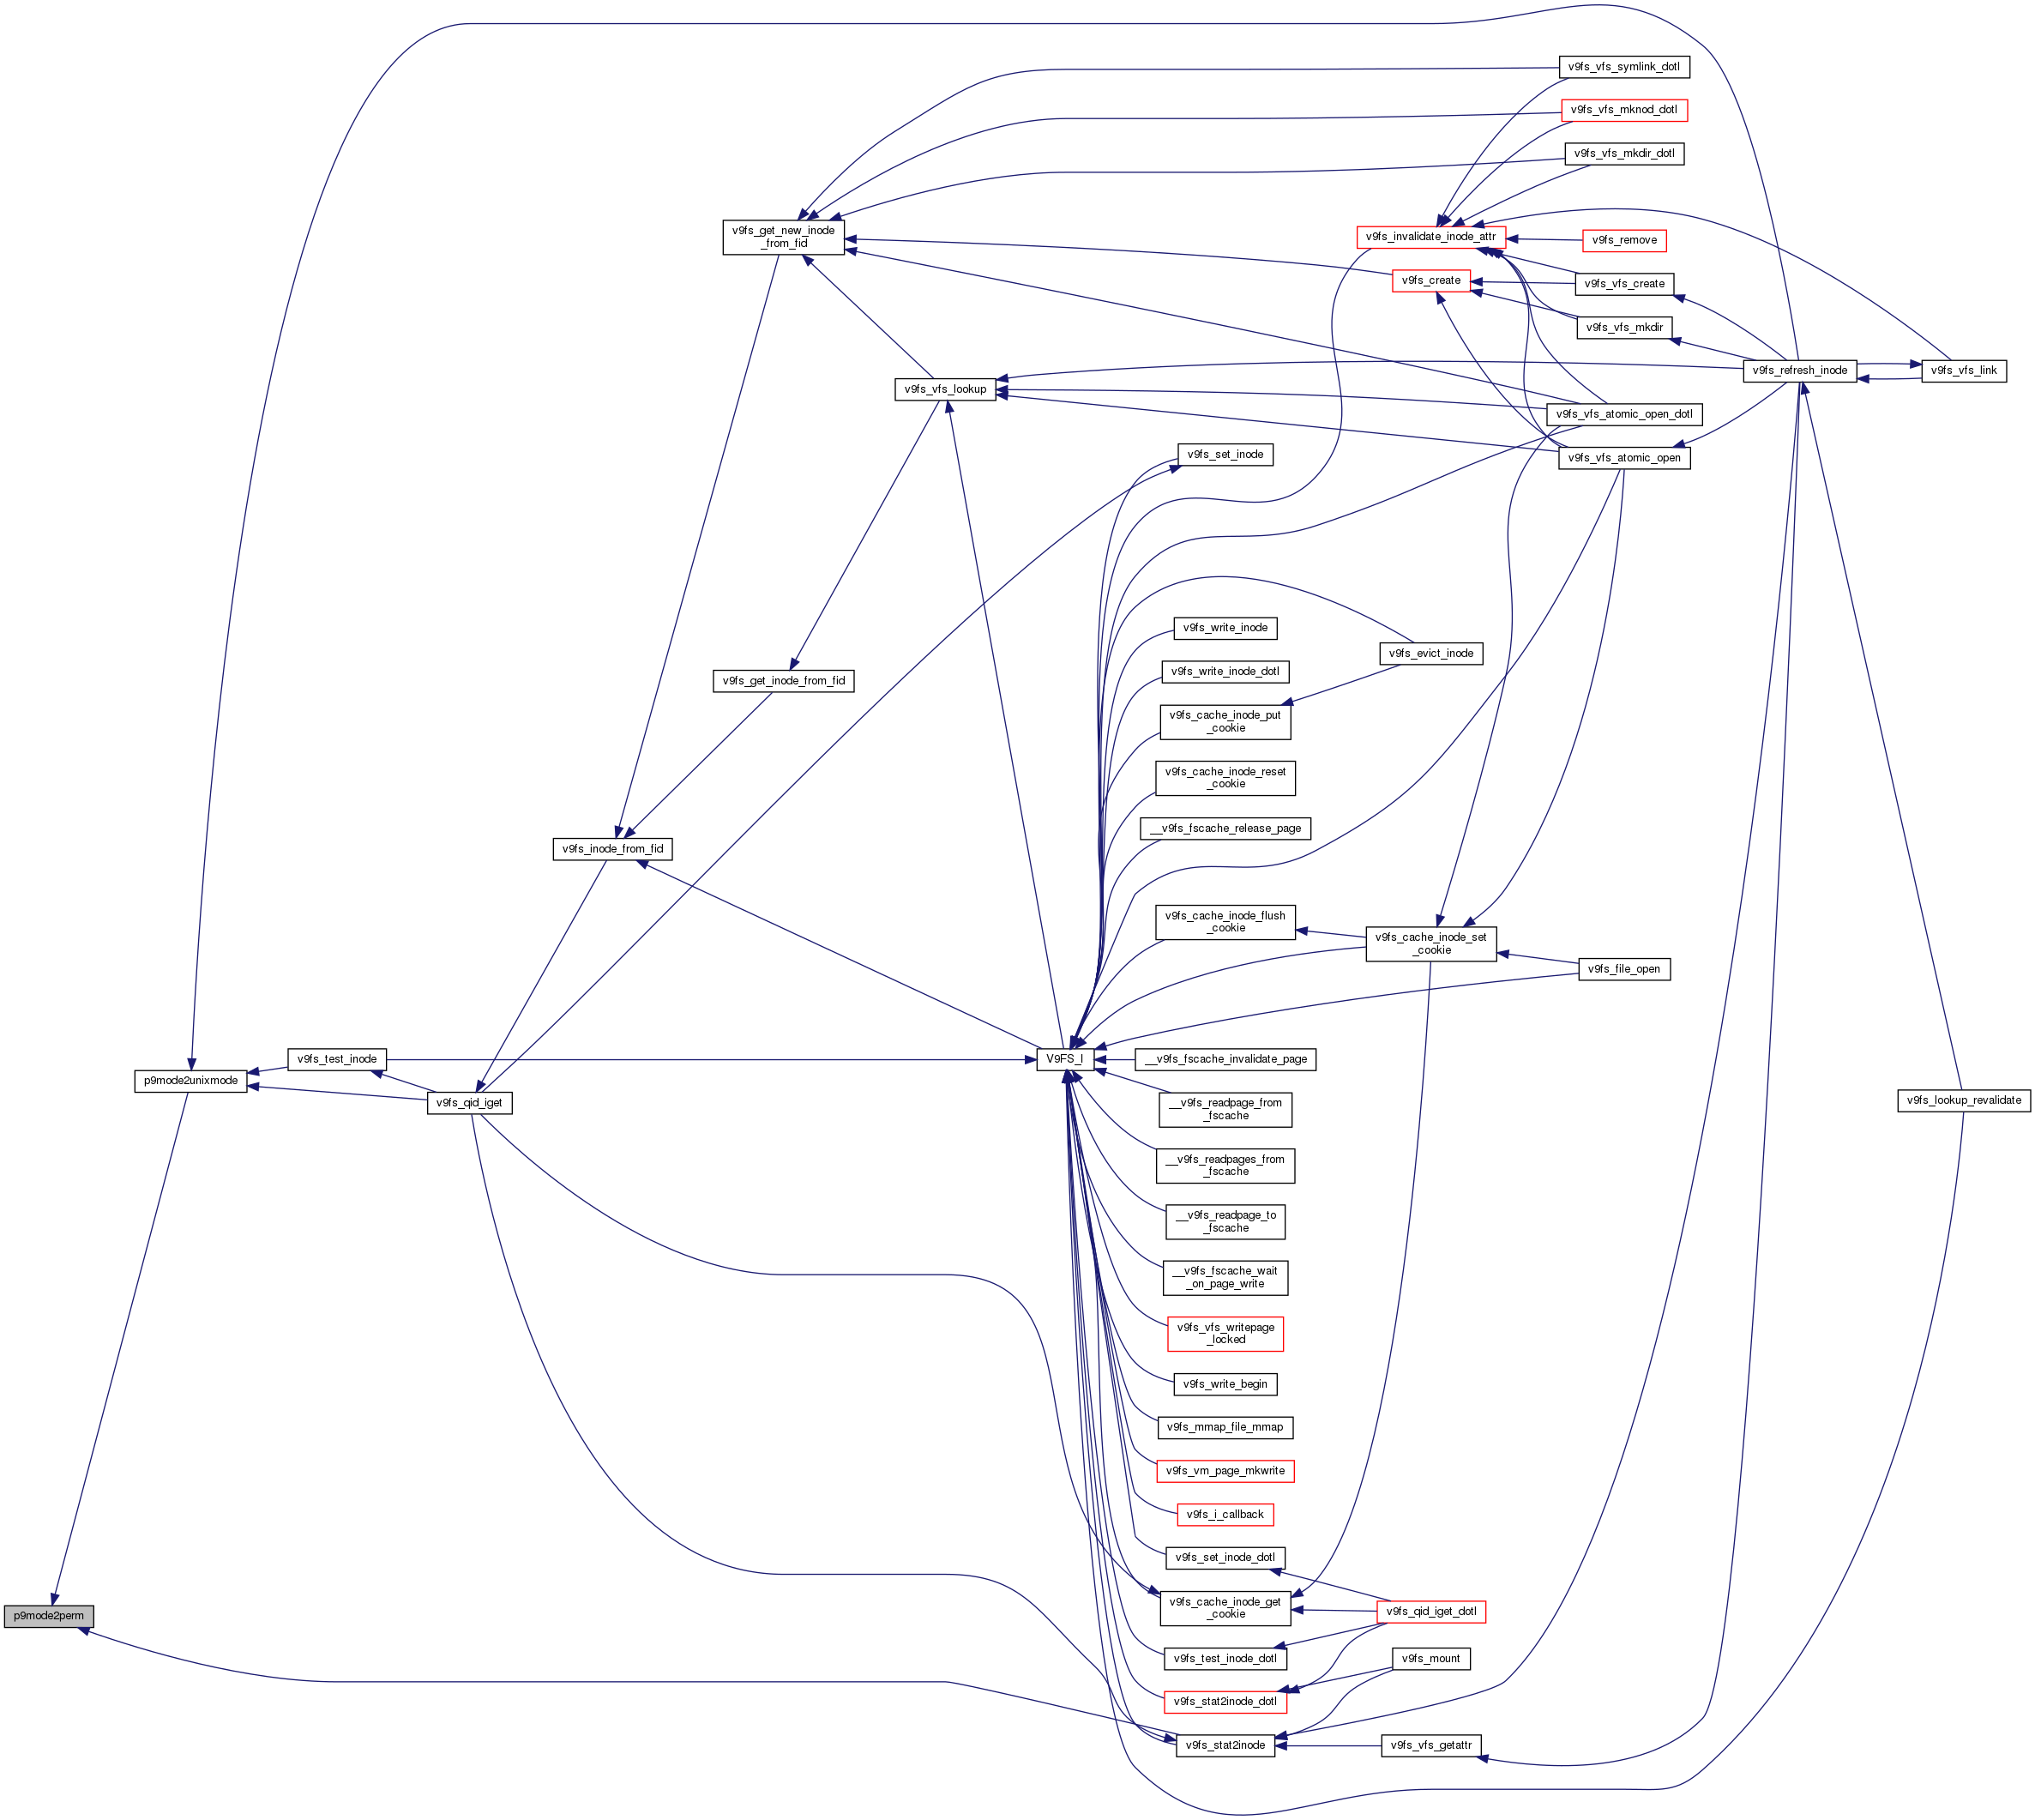 v9fs_vfs_symlink_dotl
v9fs_vfs_mknod_dotl
v9fs_vfs_mkdir_dotl
v9fs_get_new_inode
_from_fid
v9fs_invalidate_inode_attr
v9fs_remove
v9fs_create
v9fs_vfs_create
v9fs_vfs_mkdir
v9fs_refresh_inode
v9fs_vfs_link
v9fs_vfs_lookup
v9fs_vfs_atomic_open_dotl
v9fs_set_inode
v9fs_vfs_atomic_open
v9fs_write_inode
v9fs_evict_inode
v9fs_write_inode_dotl
v9fs_get_inode_from_fid
v9fs_cache_inode_put
_cookie
v9fs_cache_inode_reset
_cookie
__v9fs_fscache_release_page
v9fs_inode_from_fid
v9fs_cache_inode_flush
_cookie
v9fs_cache_inode_set
_cookie
v9fs_file_open
v9fs_test_inode
V9FS_I
__v9fs_fscache_invalidate_page
p9mode2unixmode
v9fs_qid_iget
__v9fs_readpage_from
_fscache
v9fs_lookup_revalidate
__v9fs_readpages_from
_fscache
__v9fs_readpage_to
_fscache
__v9fs_fscache_wait
_on_page_write
v9fs_vfs_writepage
_locked
v9fs_write_begin
v9fs_mmap_file_mmap
v9fs_vm_page_mkwrite
v9fs_i_callback
v9fs_set_inode_dotl
v9fs_cache_inode_get
_cookie
v9fs_qid_iget_dotl
p9mode2perm
v9fs_test_inode_dotl
v9fs_mount
v9fs_stat2inode_dotl
v9fs_stat2inode
v9fs_vfs_getattr